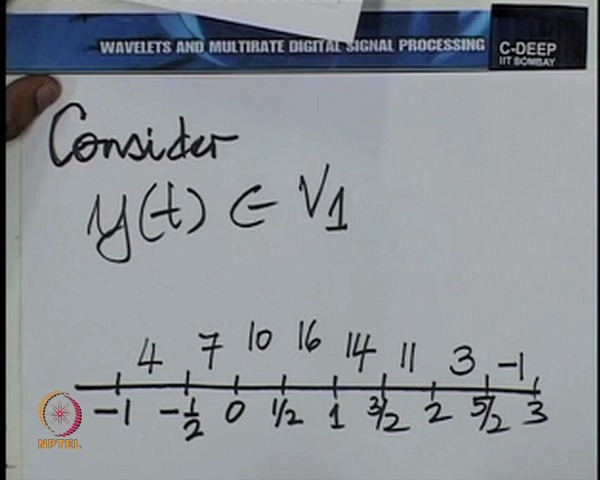 WAVELETS AND MULTIRATE DIGITAL SIGNAL PROCESSING
C-DEEP
IIT BOMBAY
Consider
y(t) ∈ V1
4 7 10 16 14 11 3 -1
-1 -1/2 0 1/2 1 3/2 2 5/2 3
NPTEL